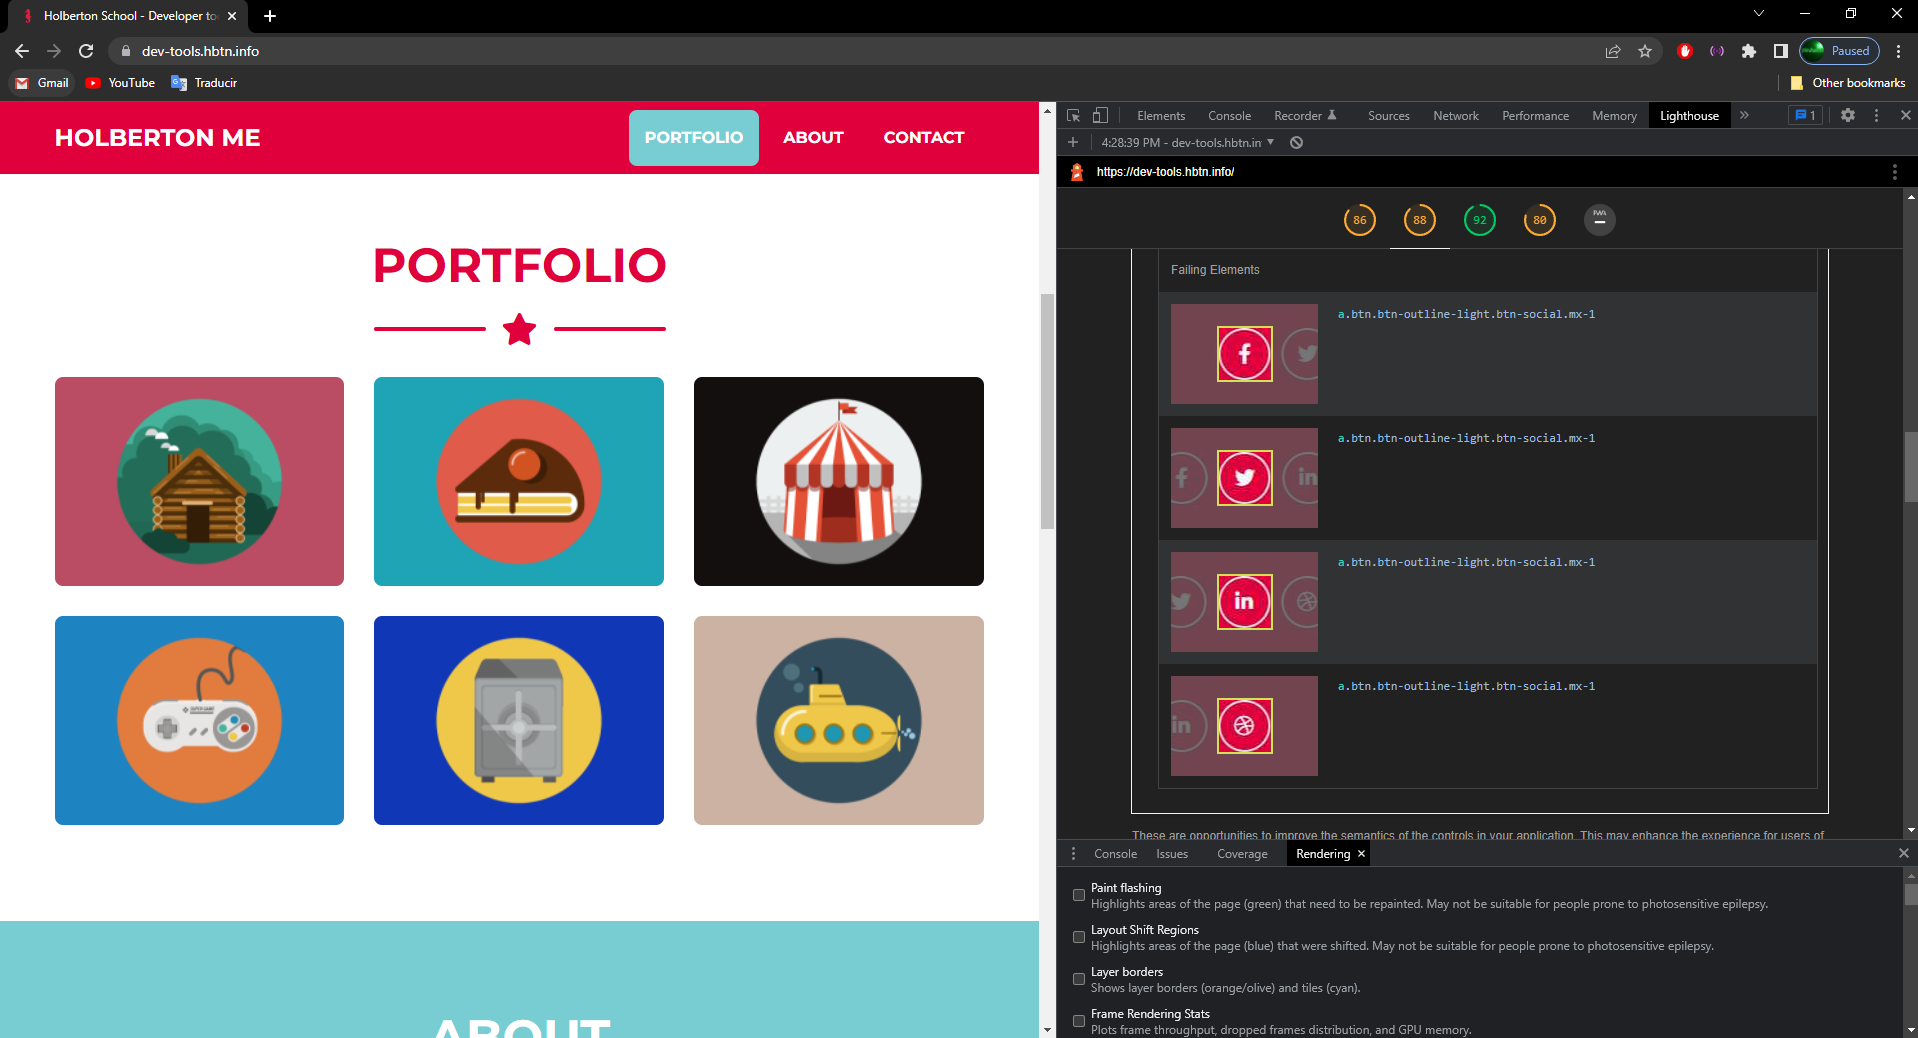 Holberton School - Developer to
dev-tools.hbtn.info
Paused
Gmail
YouTube
Traducir
Other bookmarks
HOLBERTON ME
PORTFOLIO
ABOUT
CONTACT
PORTFOLIO
ABOUT
Elements
Console
Recorder
Sources
Network
Performance
Memory
Lighthouse
1
4:28:39 PM - dev-tools.hbtn.in
https://dev-tools.hbtn.info/
86
88
92
80
PWA
Failing Elements
a.btn.btn-outline-light.btn-social.mx-1
a.btn.btn-outline-light.btn-social.mx-1
a.btn.btn-outline-light.btn-social.mx-1
a.btn.btn-outline-light.btn-social.mx-1
These are opportunities to improve the semantics of the controls in your application. This may enhance the experience for users of
Console
Issues
Coverage
Rendering
Paint flashing
Highlights areas of the page (green) that need to be repainted. May not be suitable for people prone to photosensitive epilepsy.
Layout Shift Regions
Highlights areas of the page (blue) that were shifted. May not be suitable for people prone to photosensitive epilepsy.
Layer borders
Shows layer borders (orange/olive) and tiles (cyan).
Frame Rendering Stats
Plots frame throughput, dropped frames distribution, and GPU memory.